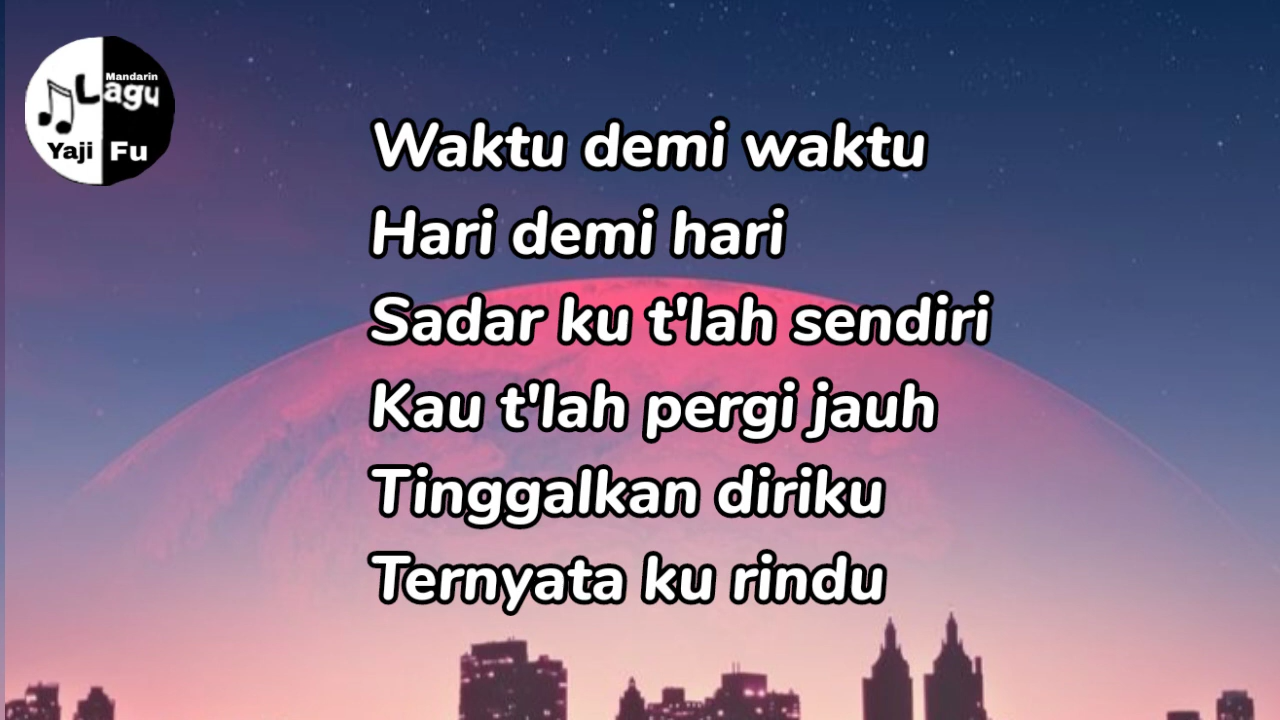 Mandarin
Lagu
Yaji Fu
Waktu demi waktu
Hari demi hari
Sadar ku t'lah sendiri
Kau t'lah pergi jauh
Tinggalkan diriku
Ternyata ku rindu